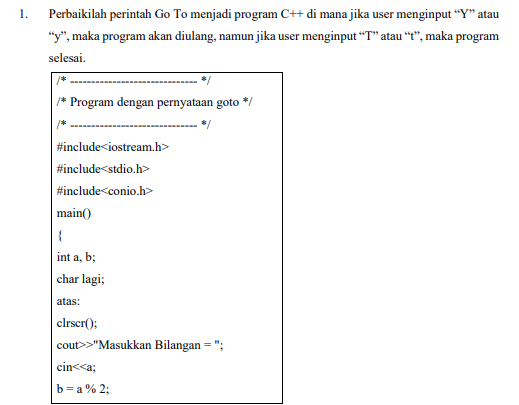 1. Perbaikilah perintah Go To menjadi program C++ di mana jika user menginput “Y” atau
“y”, maka program akan diulang, namun jika user menginput “T” atau “t”, maka program
selesai.
/* ------------------------------- */
/* Program dengan pernyataan goto */
/* ------------------------------- */
#include<iostream.h>
#include<stdio.h>
#include<conio.h>
main()
{
int a, b;
char lagi;
atas:
clrscr();
cout>>"Masukkan Bilangan = ";
cin<<a;
b = a % 2;